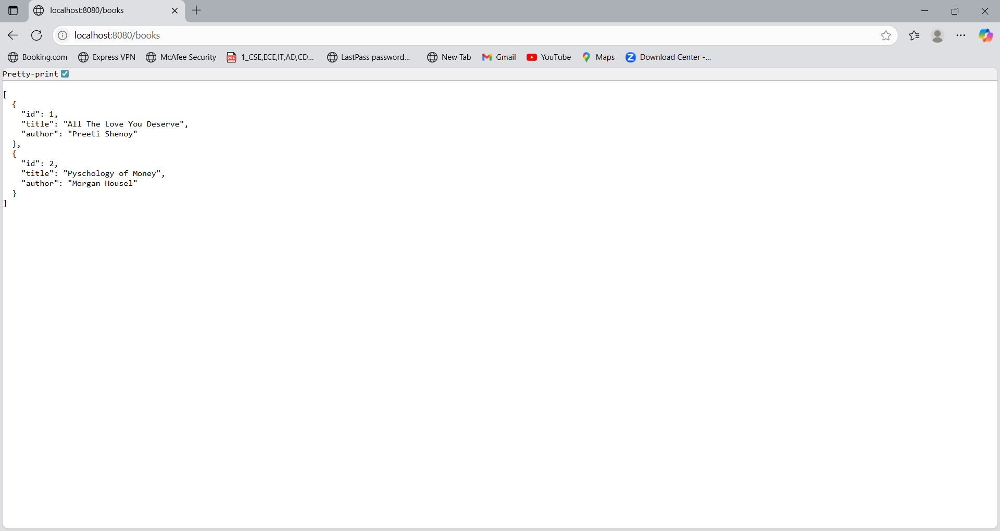 localhost:8080/books
localhost:8080/books
Booking.com Express VPN McAfee Security 1_CSE,ECE,IT,AD,CD... LastPass password... New Tab Gmail YouTube Maps Download Center -...
Pretty-print
[
  {
    "id": 1,
    "title": "All The Love You Deserve",
    "author": "Preeti Shenoy"
  },
  {
    "id": 2,
    "title": "Pyschology of Money",
    "author": "Morgan Housel"
  }
]